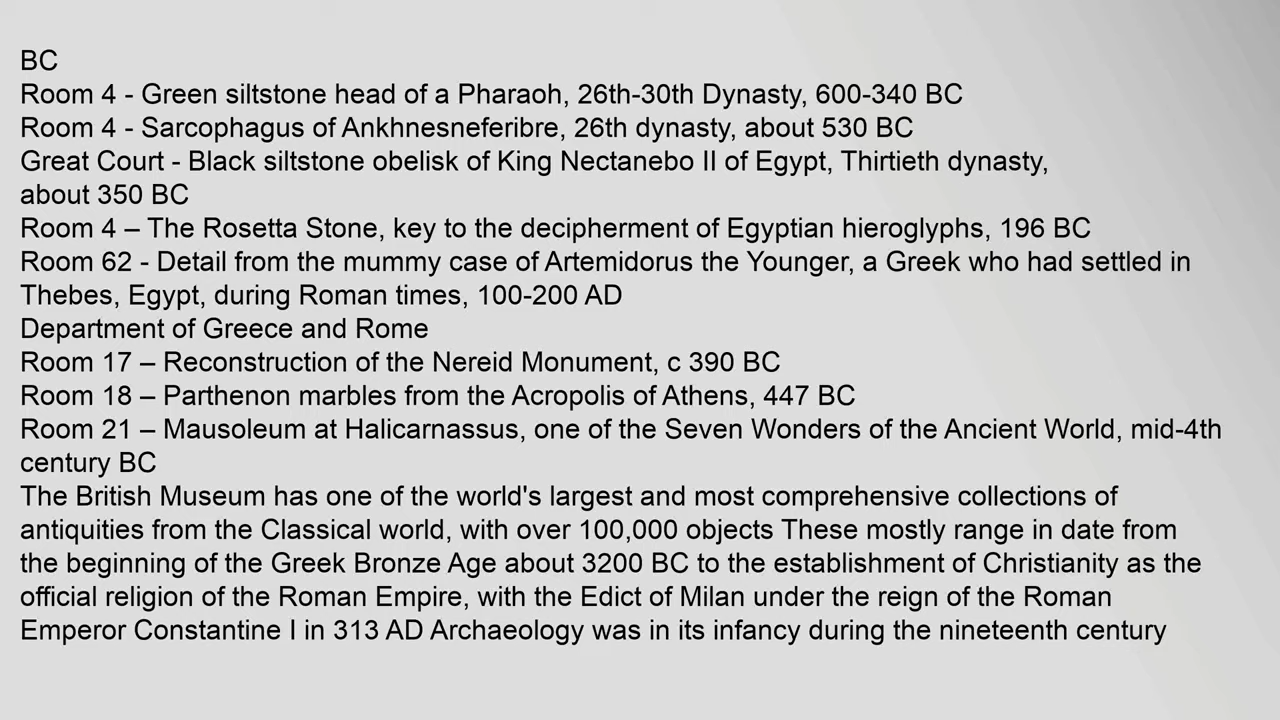 BC
Room 4 - Green siltstone head of a Pharaoh, 26th-30th Dynasty, 600-340 BC
Room 4 - Sarcophagus of Ankhnesneferibre, 26th dynasty, about 530 BC
Great Court - Black siltstone obelisk of King Nectanebo II of Egypt, Thirtieth dynasty,
about 350 BC
Room 4 – The Rosetta Stone, key to the decipherment of Egyptian hieroglyphs, 196 BC
Room 62 - Detail from the mummy case of Artemidorus the Younger, a Greek who had settled in
Thebes, Egypt, during Roman times, 100-200 AD
Department of Greece and Rome
Room 17 – Reconstruction of the Nereid Monument, c 390 BC
Room 18 – Parthenon marbles from the Acropolis of Athens, 447 BC
Room 21 – Mausoleum at Halicarnassus, one of the Seven Wonders of the Ancient World, mid-4th
century BC
The British Museum has one of the world's largest and most comprehensive collections of
antiquities from the Classical world, with over 100,000 objects These mostly range in date from
the beginning of the Greek Bronze Age about 3200 BC to the establishment of Christianity as the
official religion of the Roman Empire, with the Edict of Milan under the reign of the Roman
Emperor Constantine I in 313 AD Archaeology was in its infancy during the nineteenth century